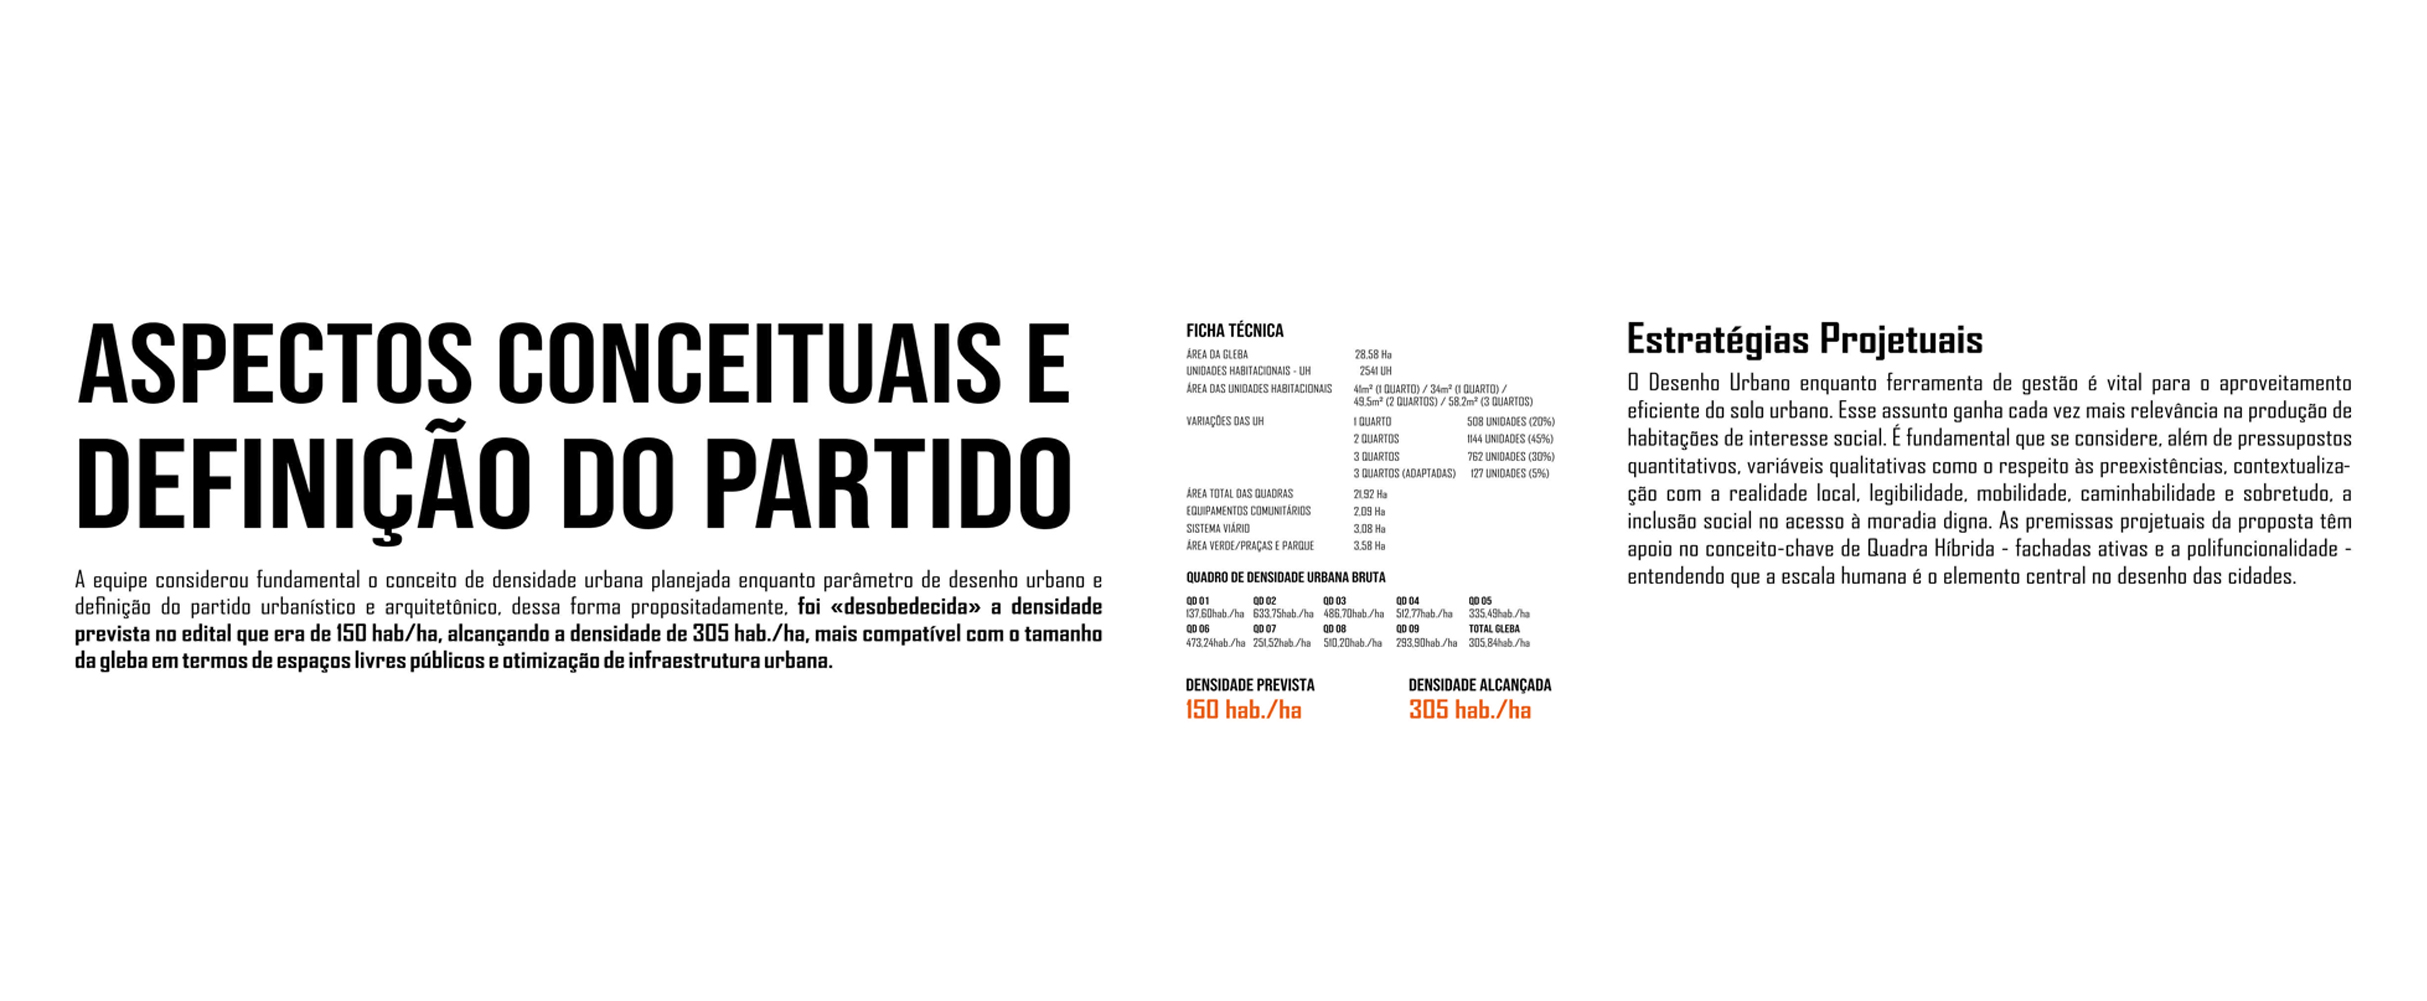 ASPECTOS CONCEITUAIS E
DEFINIÇÃO DO PARTIDO
A equipe considerou fundamental o conceito de densidade urbana planejada enquanto parâmetro de desenho urbano e
definição do partido urbanístico e arquitetônico, dessa forma propositadamente, foi «desobedecida» a densidade
prevista no edital que era de 150 hab/ha, alcançando a densidade de 305 hab./ha, mais compatível com o tamanho
da gleba em termos de espaços livres públicos e otimização de infraestrutura urbana.
FICHA TÉCNICA
ÁREA DA GLEBA 28,58 Ha
UNIDADES HABITACIONAIS - UH 2541 UH
ÁREA DAS UNIDADES HABITACIONAIS 41m² (1 QUARTO) / 34m² (1 QUARTO) /
49,5m² (2 QUARTOS) / 58,2m² (3 QUARTOS)
VARIAÇÕES DAS UH 1 QUARTO 508 UNIDADES (20%)
2 QUARTOS 1144 UNIDADES (45%)
3 QUARTOS 762 UNIDADES (30%)
3 QUARTOS (ADAPTADAS) 127 UNIDADES (5%)
ÁREA TOTAL DAS QUADRAS 21,92 Ha
EQUIPAMENTOS COMUNITÁRIOS 2,09 Ha
SISTEMA VIÁRIO 3,08 Ha
ÁREA VERDE/PRAÇAS E PARQUE 3,58 Ha
QUADRO DE DENSIDADE URBANA BRUTA
QD 01 QD 02 QD 03 QD 04 QD 05
137,60hab./ha 633,75hab./ha 486,70hab./ha 512,77hab./ha 335,49hab./ha
QD 06 QD 07 QD 08 QD 09 TOTAL GLEBA
473,24hab./ha 251,52hab./ha 510,20hab./ha 293,90hab./ha 305,84hab./ha
DENSIDADE PREVISTA DENSIDADE ALCANÇADA
150 hab./ha 305 hab./ha
Estratégias Projetuais
O Desenho Urbano enquanto ferramenta de gestão é vital para o aproveitamento
eficiente do solo urbano. Esse assunto ganha cada vez mais relevância na produção de
habitações de interesse social. É fundamental que se considere, além de pressupostos
quantitativos, variáveis qualitativas como o respeito às preexistências, contextualiza-
ção com a realidade local, legibilidade, mobilidade, caminhabilidade e sobretudo, a
inclusão social no acesso à moradia digna. As premissas projetuais da proposta têm
apoio no conceito-chave de Quadra Híbrida - fachadas ativas e a polifuncionalidade -
entendendo que a escala humana é o elemento central no desenho das cidades.